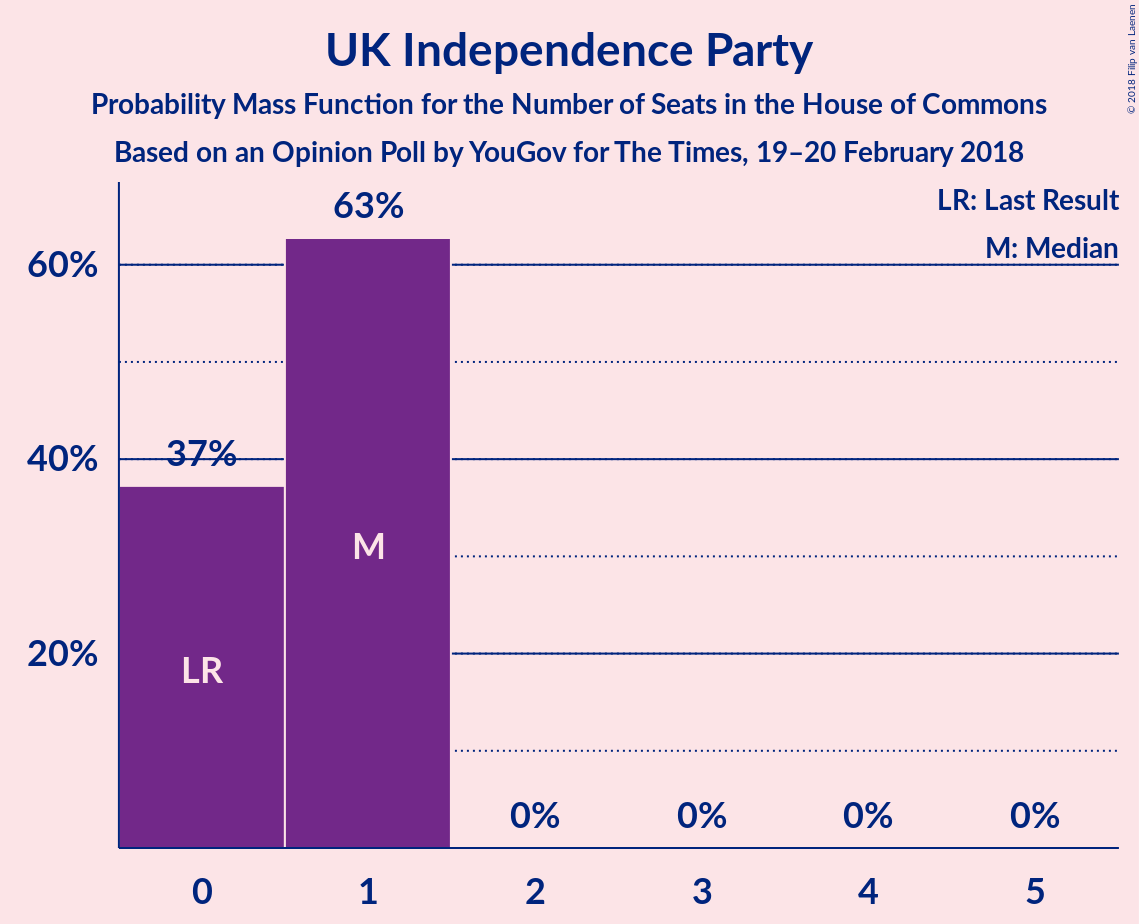 UK Independence Party
Probability Mass Function for the Number of Seats in the House of Commons
Based on an Opinion Poll by YouGov for The Times, 19–20 February 2018
© 2018 Filip van Laenen
LR: Last Result
M: Median
63%
60%
37%
40%
M
LR
20%
0% 0% 0% 0%
0 1 2 3 4 5